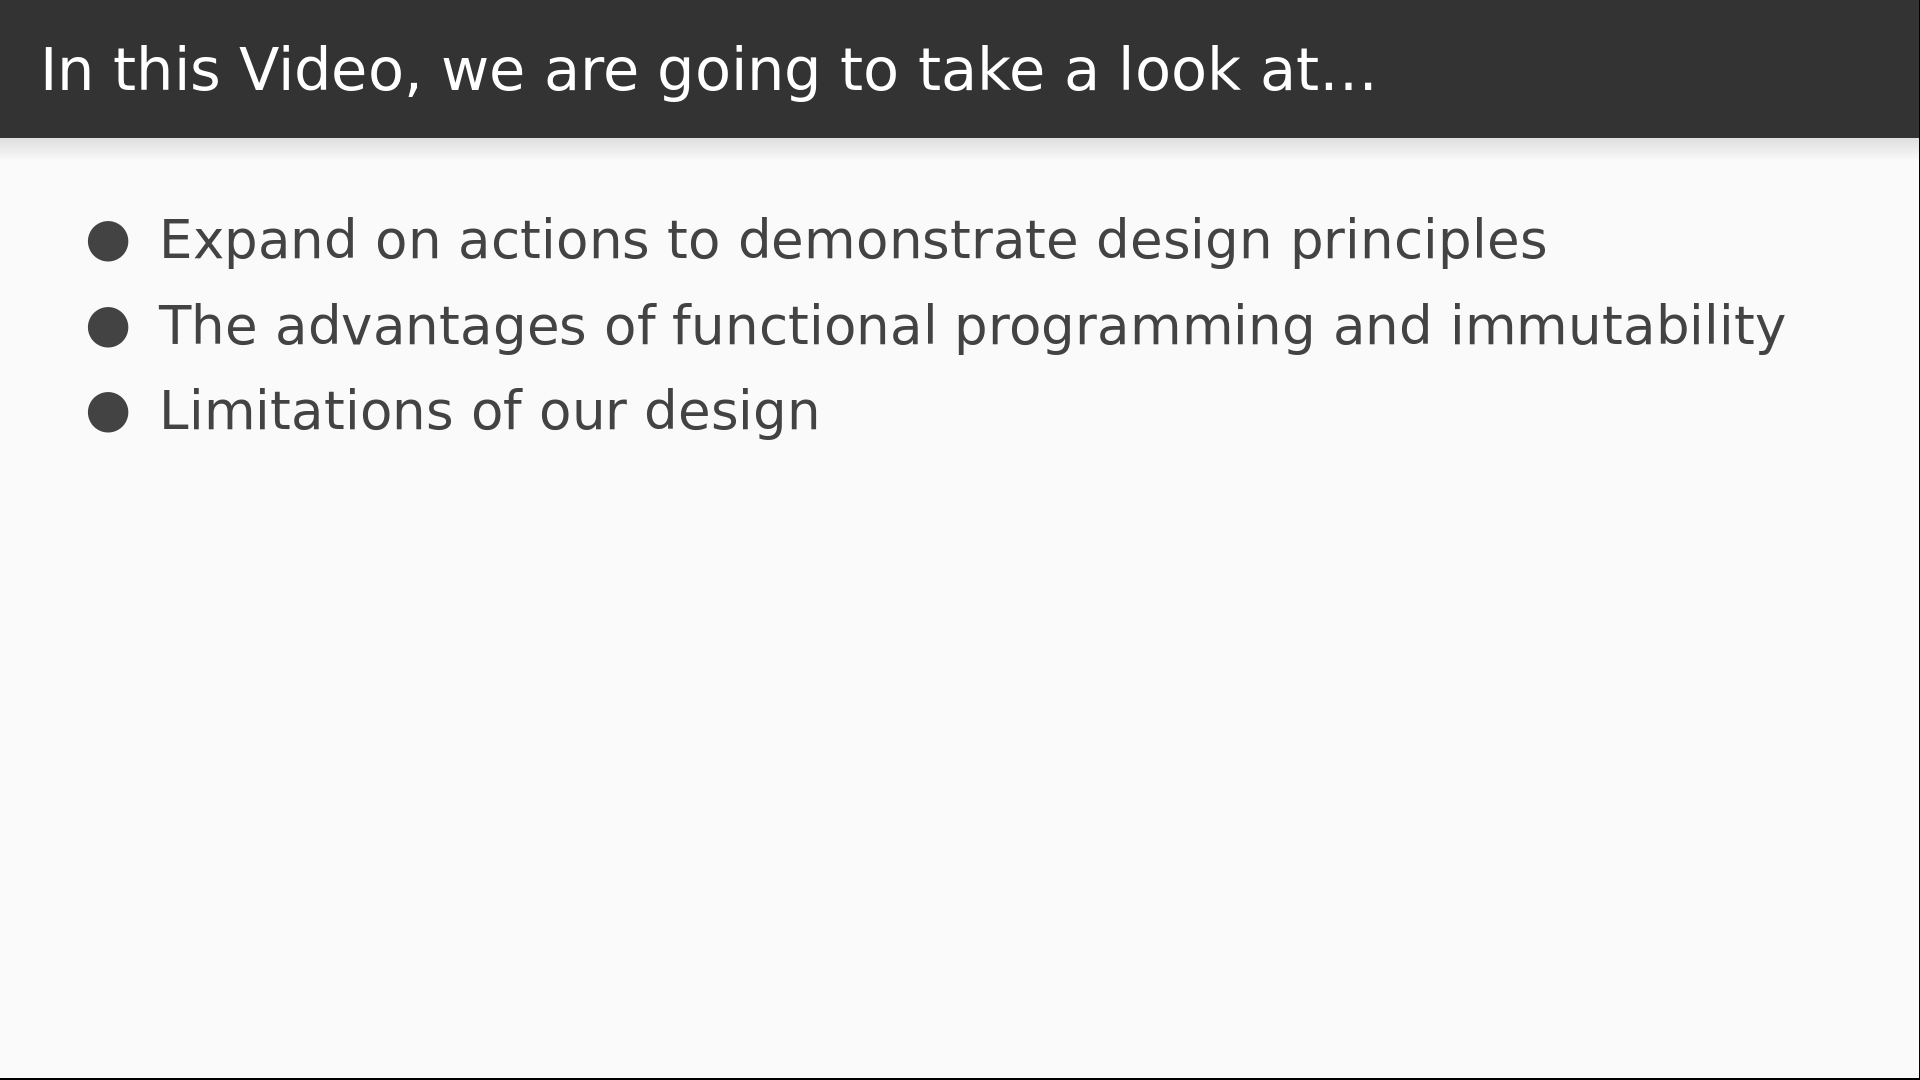 In this Video, we are going to take a look at...
● Expand on actions to demonstrate design principles
● The advantages of functional programming and immutability
● Limitations of our design